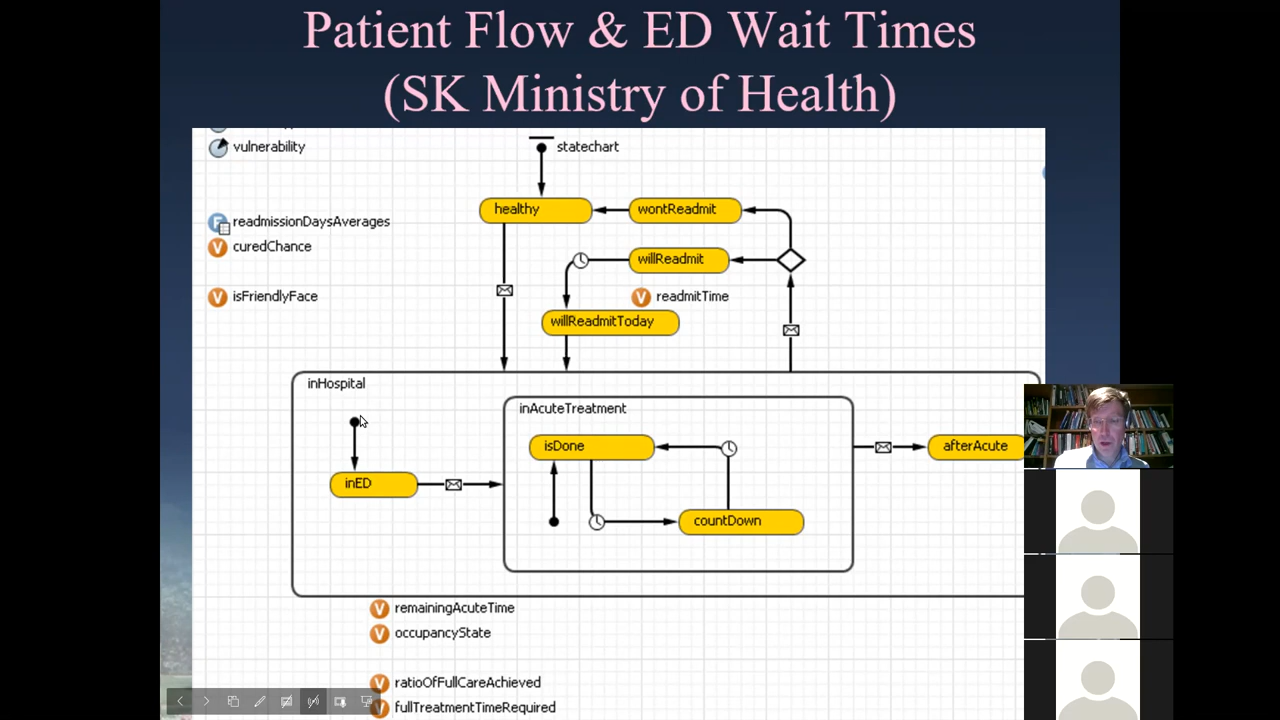 Patient Flow & ED Wait Times
(SK Ministry of Health)
vulnerability
statechart
healthy
wontReadmit
readmissionDaysAverages
curedChance
willReadmit
isFriendlyFace
readmitTime
willReadmitToday
inHospital
inAcuteTreatment
isDone
afterAcute
inED
countDown
remainingAcuteTime
occupancyState
ratioOfFullCareAchieved
fullTreatmentTimeRequired